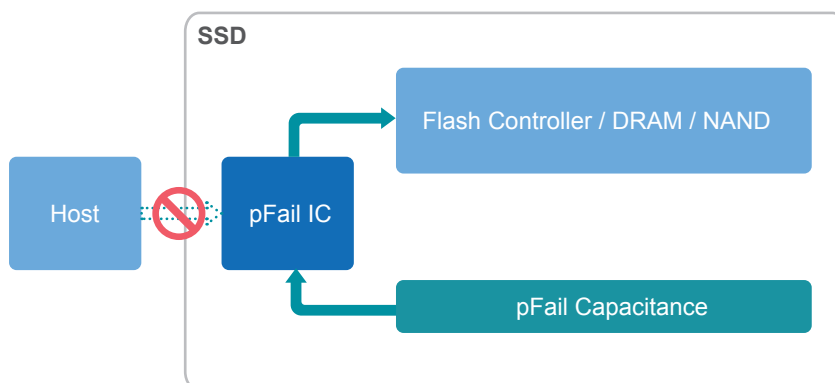 SSD
Flash Controller / DRAM / NAND
Host
pFail IC
pFail Capacitance